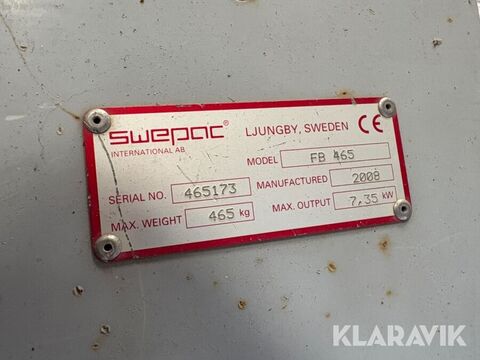 swepac®
LJUNGBY, SWEDEN CE
INTERNATIONAL AB
MODEL FB 465
SERIAL NO. 465173 MANUFACTURED 2008
MAX. WEIGHT 465 kg MAX. OUTPUT 7,35 kW
KLARAVIK